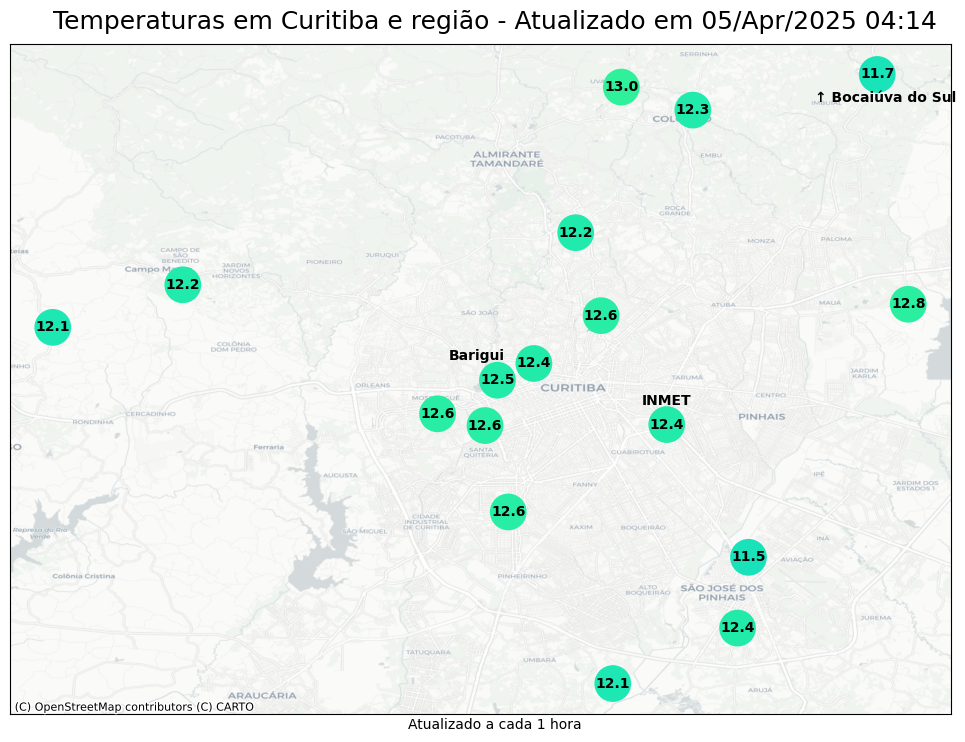 Temperaturas em Curitiba e região - Atualizado em 05/Apr/2025 04:14
SERRINHA
11.7
13.0
↑ Bocaiúva do Sul
12.3
PACOTUBA
ALMIRANTE
TAMANDARÉ
EMBU
ROÇA
GRANDE
12.2
MONZA
PALOMA
CAMPO DE
SÃO
BENEDITO
JURUQUI
PIONEIRO
JARDIM
NOVOS
HORIZONTES
12.2
12.8
ATUBA
MAUÁ
SÃO JOÃO
12.6
12.1
COLÔNIA
DOM PEDRO
Barigui
12.4
12.5
JARDIM
KARLA
TARUMÃ
ORLEANS
CURITIBA
CENTRO
INMET
12.6
CERCADINHO
RONDINHA
PINHAIS
12.6
12.4
Ferraria
SANTA
QUITÉRIA
GUABIROTUBA
AUGUSTA
IPÊ
FANNY
JARDIM DOS
ESTADOS I
12.6
CIDADE
INDUSTRIAL
DE CURITIBA
SÃO MIGUEL
XAXIM
BOQUEIRÃO
Represa do Rio
Verde
INÁ
11.5
AVIAÇÃO
Colônia Cristina
PINHEIRINHO
ALTO
BOQUEIRÃO
SÃO JOSÉ DOS
PINHAIS
JUREMA
12.4
TATUQUARA
UMBARÁ
12.1
ARUJÁ
ARAUCÁRIA
(C) OpenStreetMap contributors (C) CARTO
Atualizado a cada 1 hora